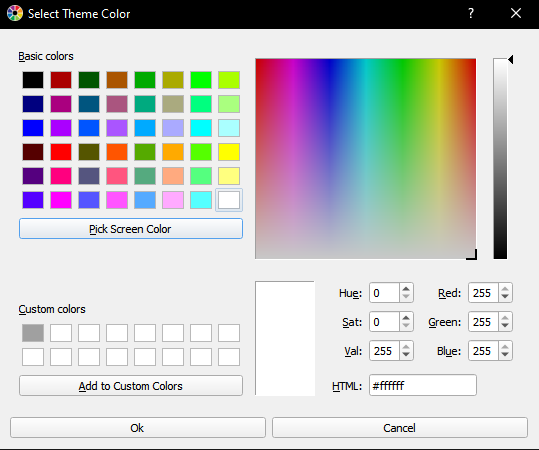 Select Theme Color
?
Basic colors
Pick Screen Color
Custom colors
Add to Custom Colors
Hue: 0 Red: 255
Sat: 0 Green: 255
Val: 255 Blue: 255
HTML: #ffffff
Ok Cancel